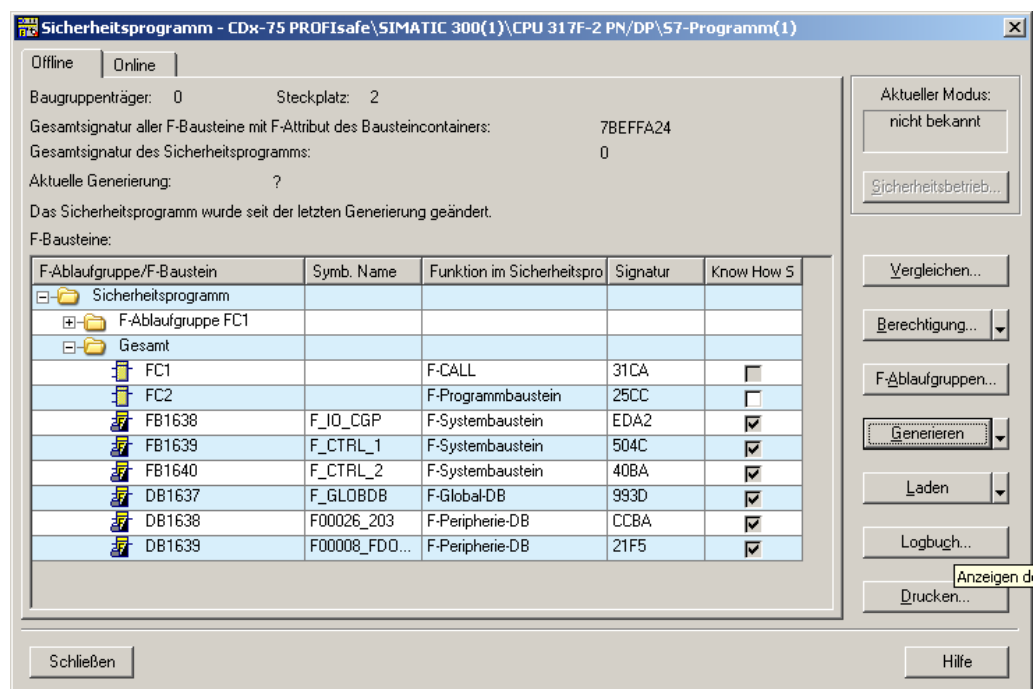 Sicherheitsprogramm - CDx-75 PROFIsafe\SIMATIC 300(1)\CPU 317F-2 PN/DP\S7-Programm(1)
Offline Online
Baugruppenträger: 0 Steckplatz: 2
Gesamtsignatur aller F-Bausteine mit F-Attribut des Bausteincontainers: 7BEFFA24
Gesamtsignatur des Sicherheitsprogramms: 0
Aktuelle Generierung: ?
Das Sicherheitsprogramm wurde seit der letzten Generierung geändert.
F-Bausteine:
F-Ablaufgruppe/F-Baustein Symb. Name Funktion im Sicherheitspro Signatur Know How S
Sicherheitsprogramm
F-Ablaufgruppe FC1
Gesamt
FC1 F-CALL 31CA
FC2 F-Programmbaustein 25CC
FB1638 F_IO_CGP F-Systembaustein EDA2
FB1639 F_CTRL_1 F-Systembaustein 504C
FB1640 F_CTRL_2 F-Systembaustein 40BA
DB1637 F_GLOBDB F-Global-DB 993D
DB1638 F00026_203 F-Peripherie-DB CCBA
DB1639 F00008_FDO... F-Peripherie-DB 21F5
Aktueller Modus:
nicht bekannt
Sicherheitsbetrieb...
Vergleichen...
Berechtigung...
F-Ablaufgruppen...
Generieren
Laden
Logbuch...
Anzeigen de
Drucken...
Schließen Hilfe